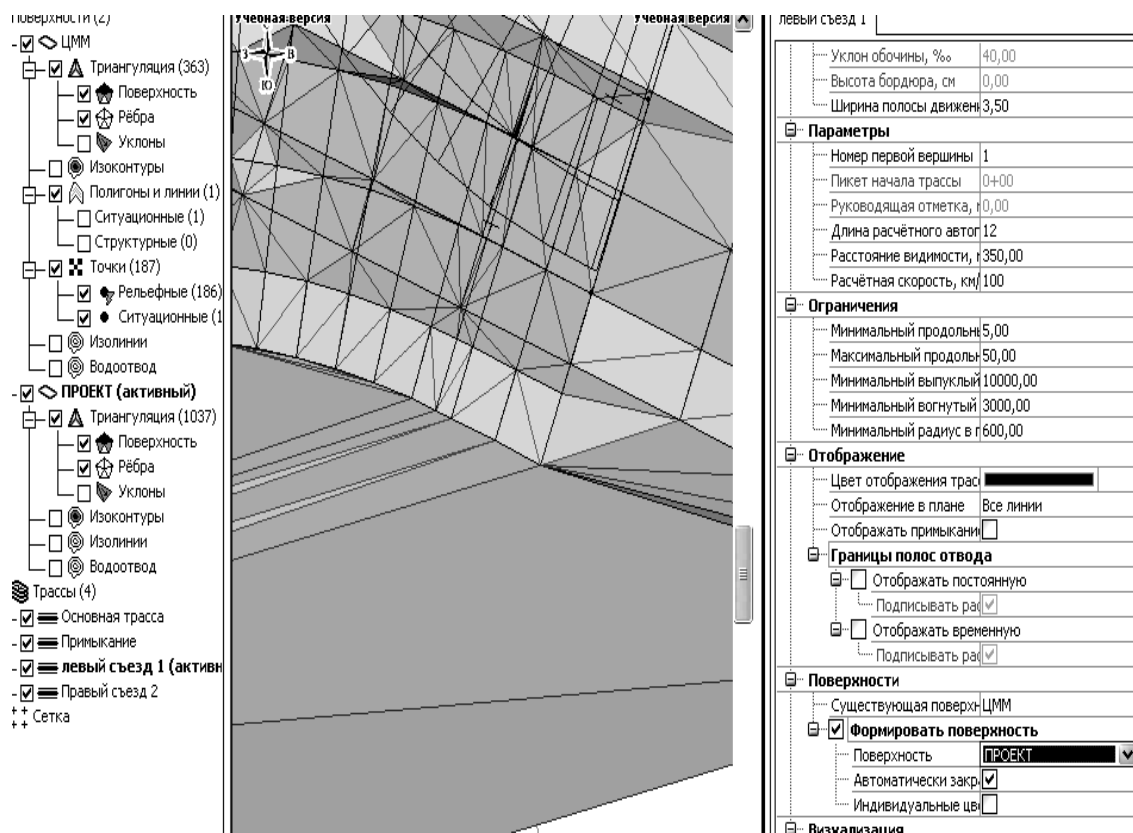 Поверхности (2)
ЦММ
Триангуляция (363)
Поверхность
Рёбра
Уклоны
Изоконтуры
Полигоны и линии (1)
Ситуационные (1)
Структурные (0)
Точки (187)
Рельефные (186)
Ситуационные (1
Изолинии
Водоотвод
ПРОЕКТ (активный)
Триангуляция (1037)
Поверхность
Рёбра
Уклоны
Изоконтуры
Изолинии
Водоотвод
Трассы (4)
Основная трасса
Примыкание
левый съезд 1 (активн
Правый съезд 2
Сетка
Учебная версия
Учебная версия
З В
Ю
левый съезд 1
Уклон обочины, ‰ 40,00
Высота бордюра, см 0,00
Ширина полосы движен 3,50
Параметры
Номер первой вершины 1
Пикет начала трассы 0+00
Руководящая отметка, 0,00
Длина расчётного автог 12
Расстояние видимости, 350,00
Расчётная скорость, км/ 100
Ограничения
Минимальный продольн 5,00
Максимальный продольн 50,00
Минимальный выпуклый 10000,00
Минимальный вогнутый 3000,00
Минимальный радиус в г 600,00
Отображение
Цвет отображения трас
Отображение в плане Все линии
Отображать примыкани
Границы полос отвода
Отображать постоянную
Подписывать ра
Отображать временную
Подписывать ра
Поверхности
Существующая поверхн ЦММ
Формировать поверхность
Поверхность ПРОЕКТ
Автоматически закр
Индивидуальные цв
Визуализация